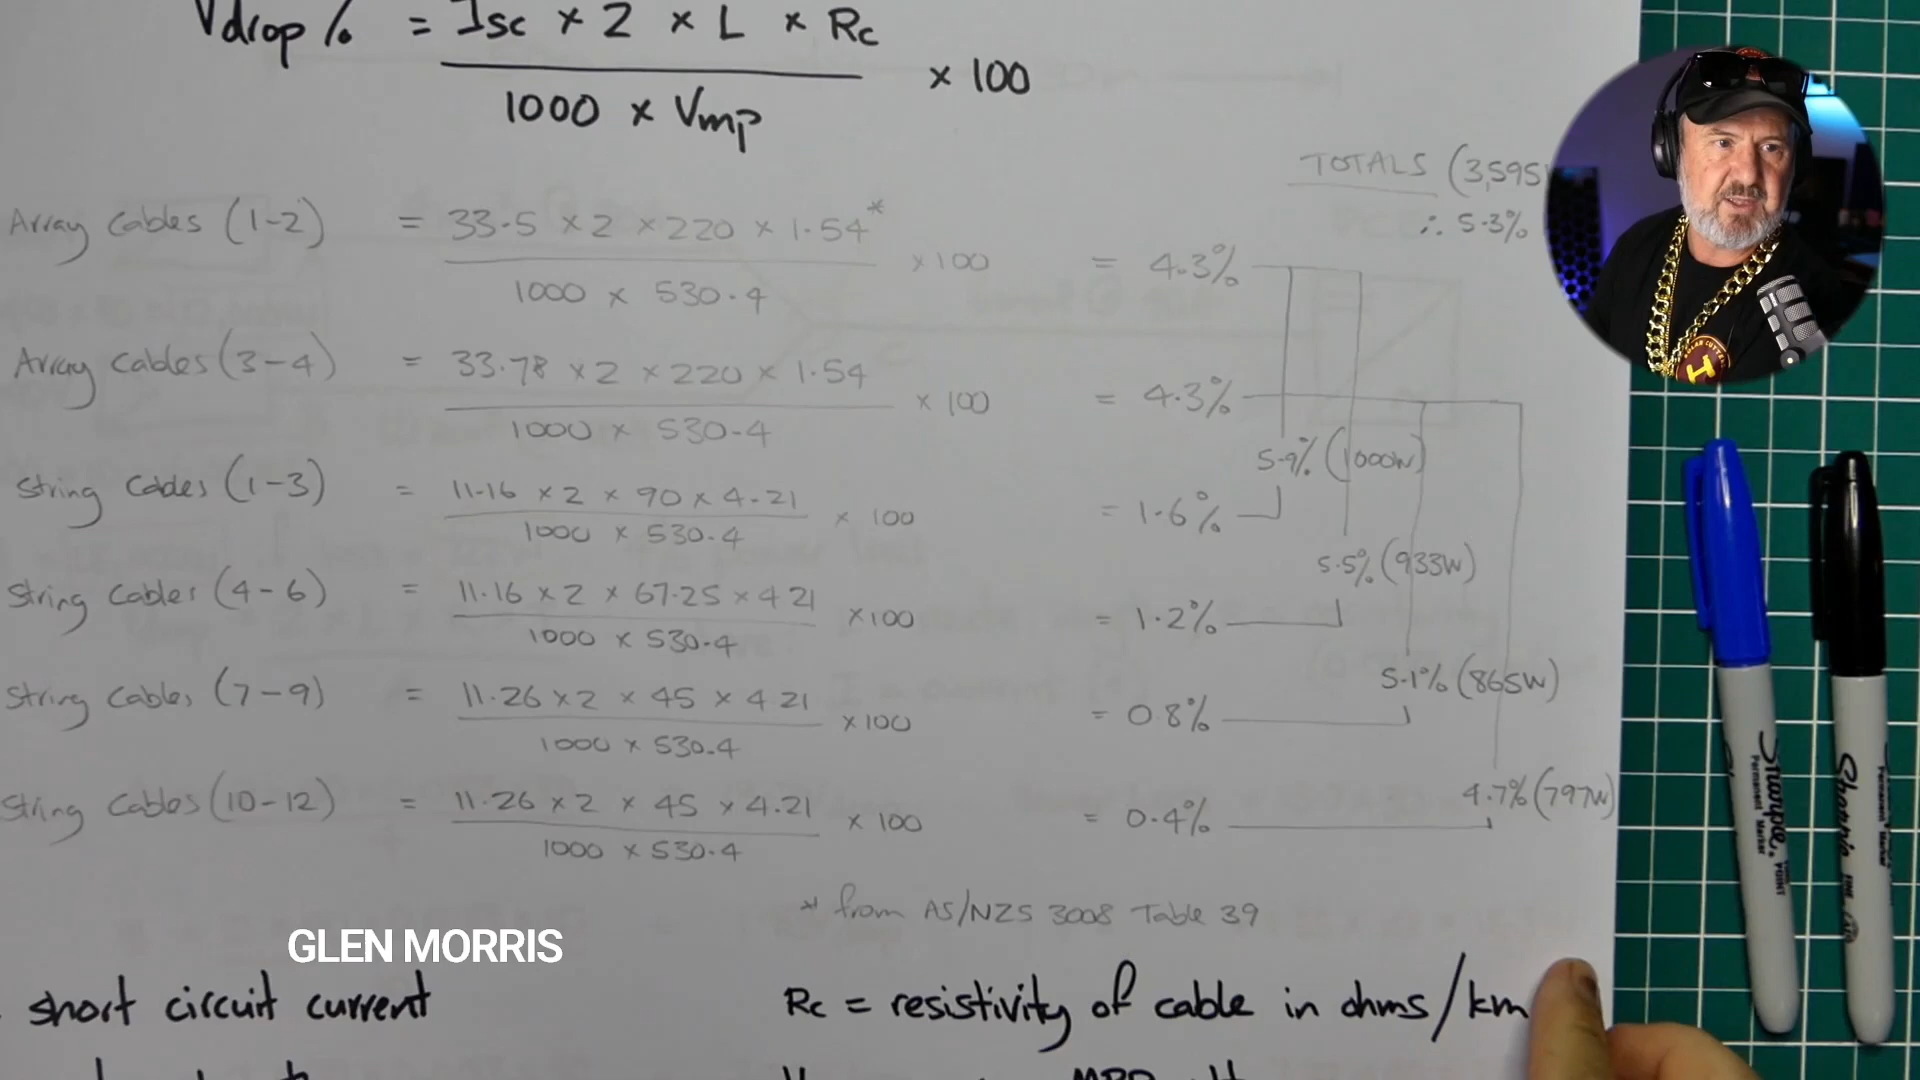 Vdrop % = Isc × 2 × L × Rc
1000 × Vmp
× 100
TOTALS (3,595
∴ 5.3%
Array Cables (1-2) = 33.5 × 2 × 220 × 1.54* × 100 = 4.3%
1000 × 530.4
Array Cables (3-4) = 33.78 × 2 × 220 × 1.54 × 100 = 4.3%
1000 × 530.4
5.9% (1000W)
String Cables (1-3) = 11.16 × 2 × 90 × 4.21 × 100 = 1.6%
1000 × 530.4
5.5% (933W)
String Cables (4-6) = 11.16 × 2 × 67.25 × 4.21 × 100 = 1.2%
1000 × 530.4
5.1% (865W)
String Cables (7-9) = 11.26 × 2 × 45 × 4.21 × 100 = 0.8%
1000 × 530.4
4.7% (797W)
String Cables (10-12) = 11.26 × 2 × 45 × 4.21 × 100 = 0.4%
1000 × 530.4
* from AS/NZS 3008 Table 39
GLEN MORRIS
short circuit current
Rc = resistivity of cable in ohms/km
Sharpie.
Permanent Marker
FINE POINT
Sharpie